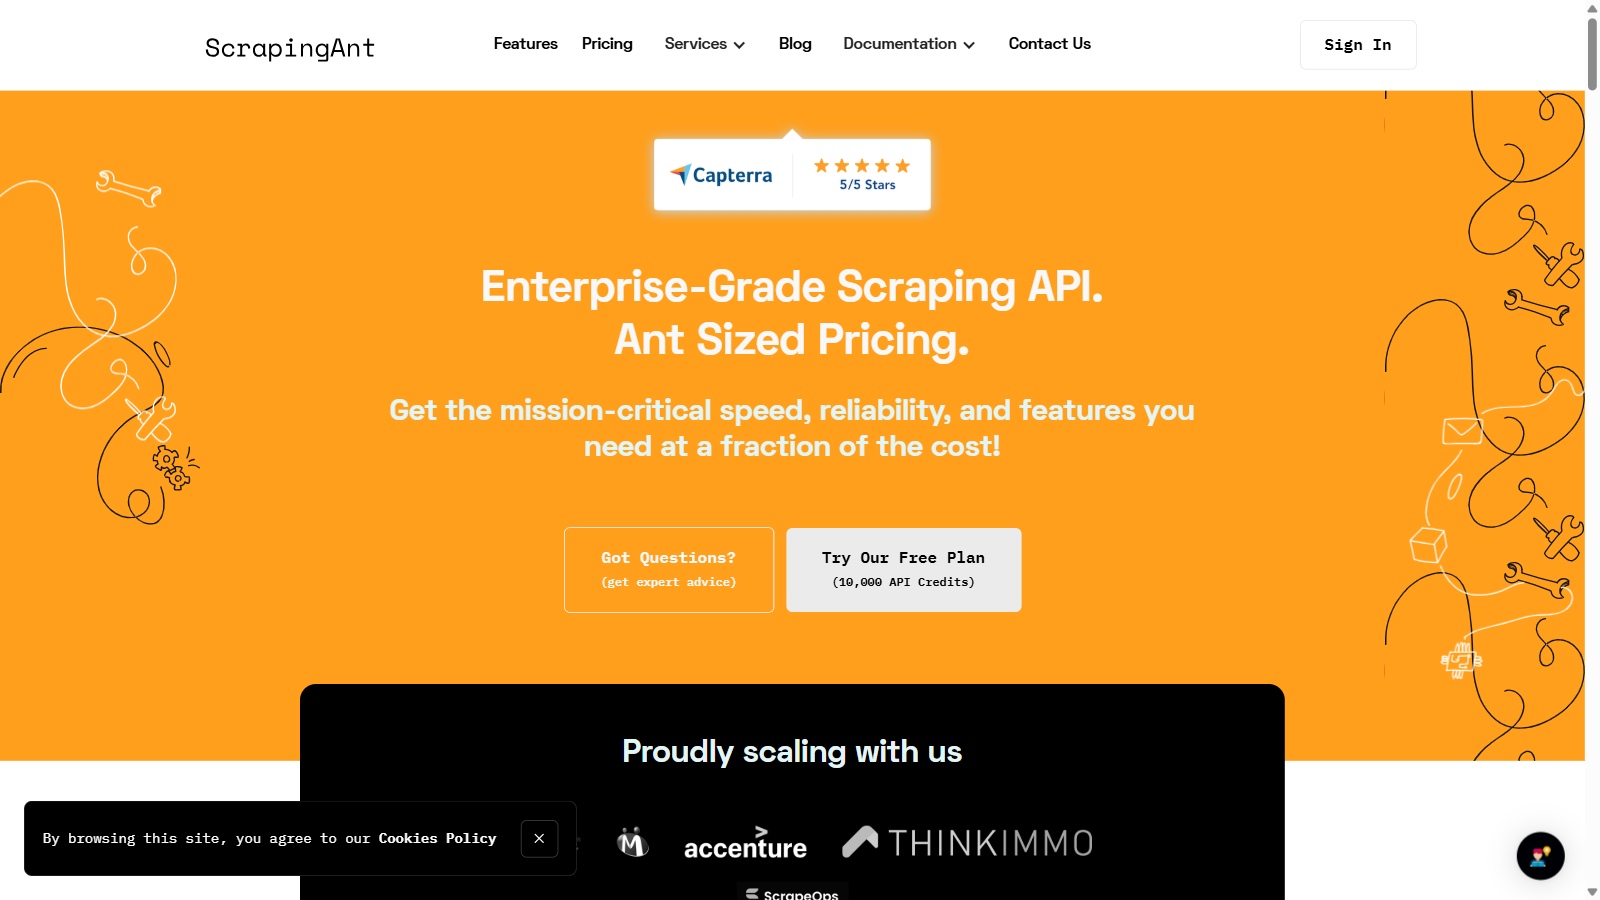 ScrapingAnt
Features
Pricing
Services
Blog
Documentation
Contact Us
Sign In
Capterra
5/5 Stars
Enterprise-Grade Scraping API.
Ant Sized Pricing.
Get the mission-critical speed, reliability, and features you
need at a fraction of the cost!
Got Questions?
(get expert advice)
Try Our Free Plan
(10,000 API Credits)
Proudly scaling with us
By browsing this site, you agree to our Cookies Policy
M
accenture
THINKIMMO
ScrapeOps